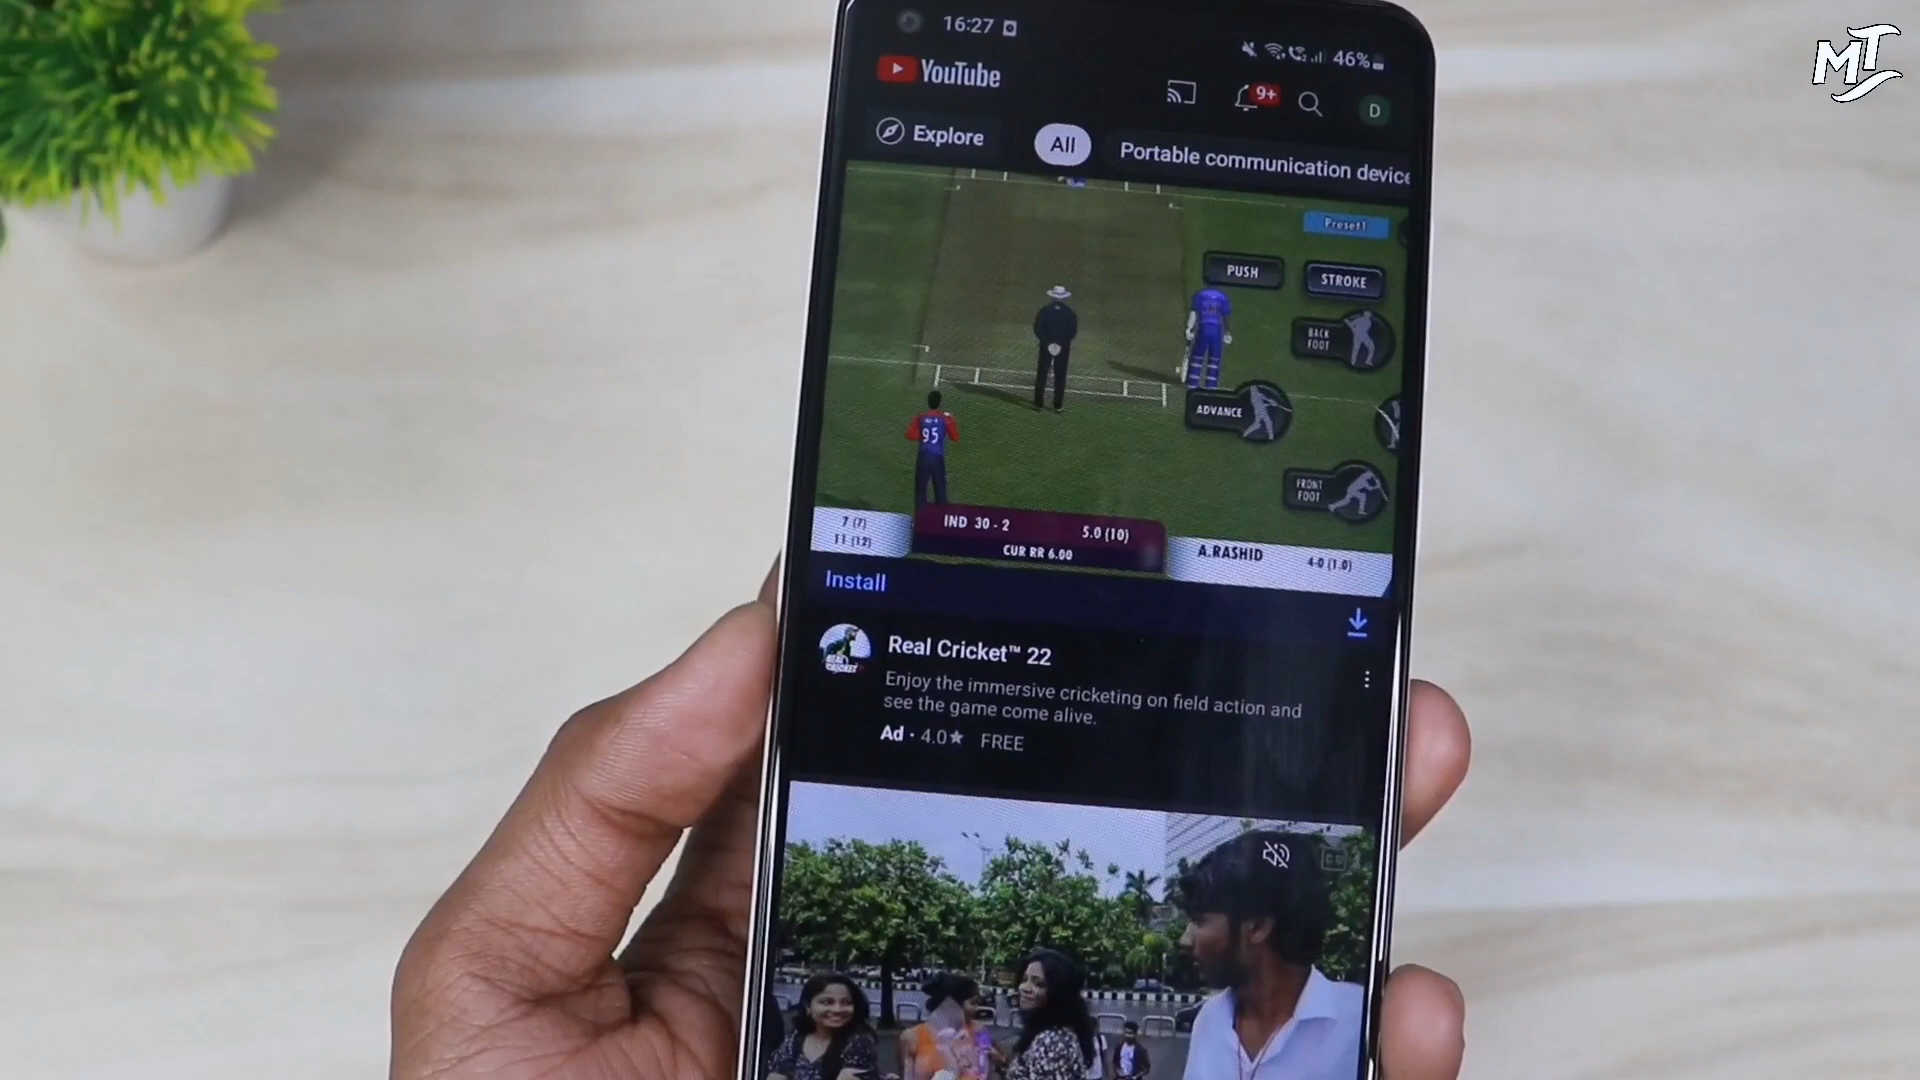 MT
16:27
46%
YouTube
9+
D
Explore
All
Portable communication device
Preset1
PUSH
STROKE
BACK
FOOT
ADVANCE
FRONT
FOOT
95
7 (7)
11 (12)
IND 30 - 2
5.0 (10)
CUR RR 6.00
A.RASHID
4-0 (1.0)
Install
Real Cricket™ 22
Enjoy the immersive cricketing on field action and
see the game come alive.
Ad · 4.0★ FREE